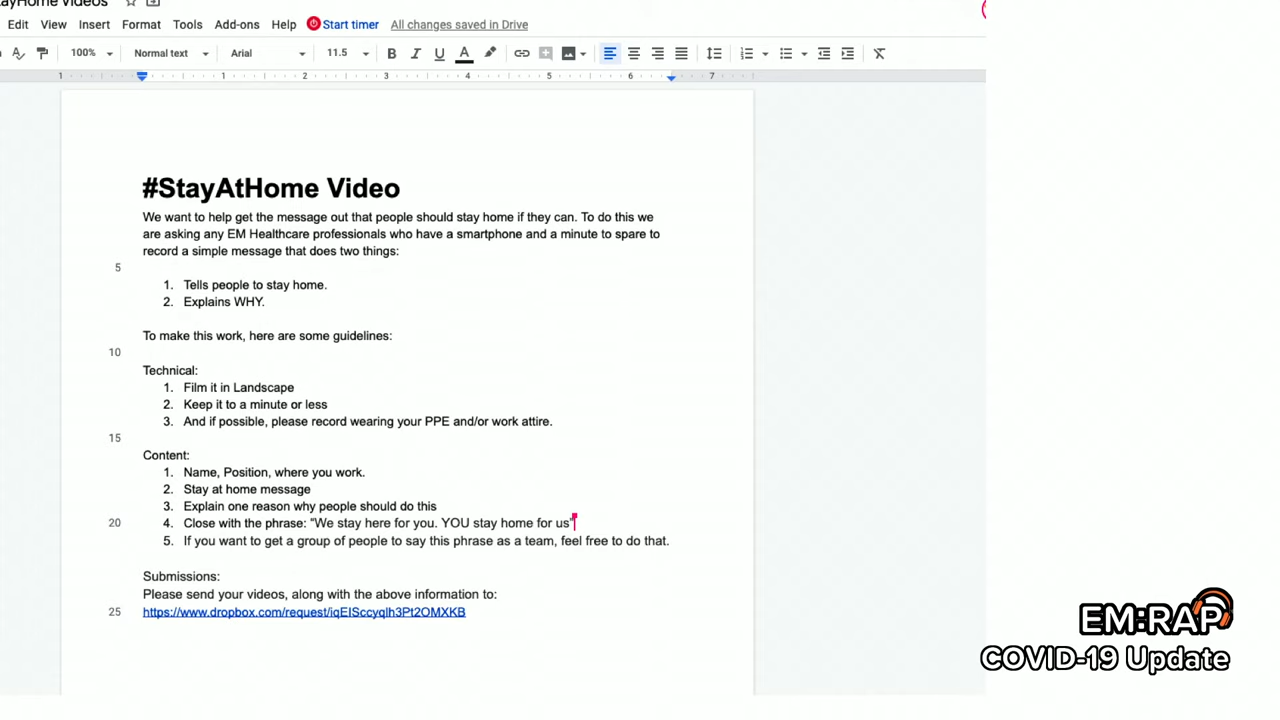 Edit View Insert Format Tools Add-ons Help Start timer All changes saved in Drive
100% Normal text Arial 11.5 B I U A
1 1 2 3 4 5 6 7
#StayAtHome Video
We want to help get the message out that people should stay home if they can. To do this we
are asking any EM Healthcare professionals who have a smartphone and a minute to spare to
record a simple message that does two things:
5
1. Tells people to stay home.
2. Explains WHY.
To make this work, here are some guidelines:
10
Technical:
1. Film it in Landscape
2. Keep it to a minute or less
3. And if possible, please record wearing your PPE and/or work attire.
15
Content:
1. Name, Position, where you work.
2. Stay at home message
3. Explain one reason why people should do this
20 4. Close with the phrase: “We stay here for you. YOU stay home for us”
5. If you want to get a group of people to say this phrase as a team, feel free to do that.
Submissions:
Please send your videos, along with the above information to:
25 https://www.dropbox.com/request/iqEISccyqlh3Pt2OMXKB
EM:RAP
COVID-19 Update